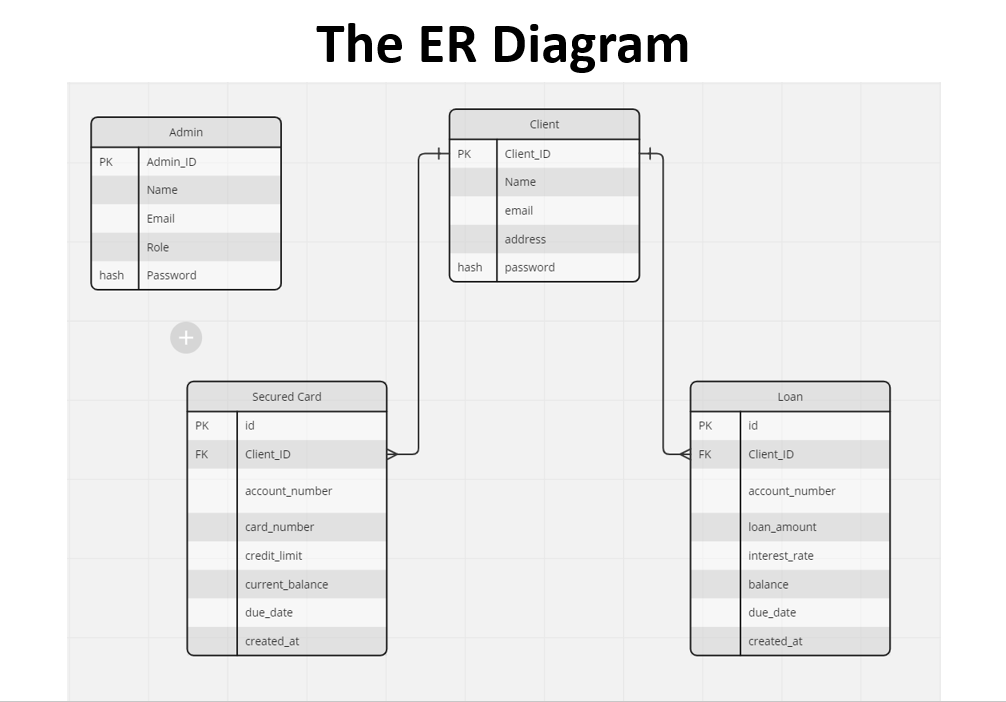 The ER Diagram
Admin
PK Admin_ID
Name
Email
Role
hash Password
Client
PK Client_ID
Name
email
address
hash password
Secured Card
PK id
FK Client_ID
account_number
card_number
credit_limit
current_balance
due_date
created_at
Loan
PK id
FK Client_ID
account_number
loan_amount
interest_rate
balance
due_date
created_at